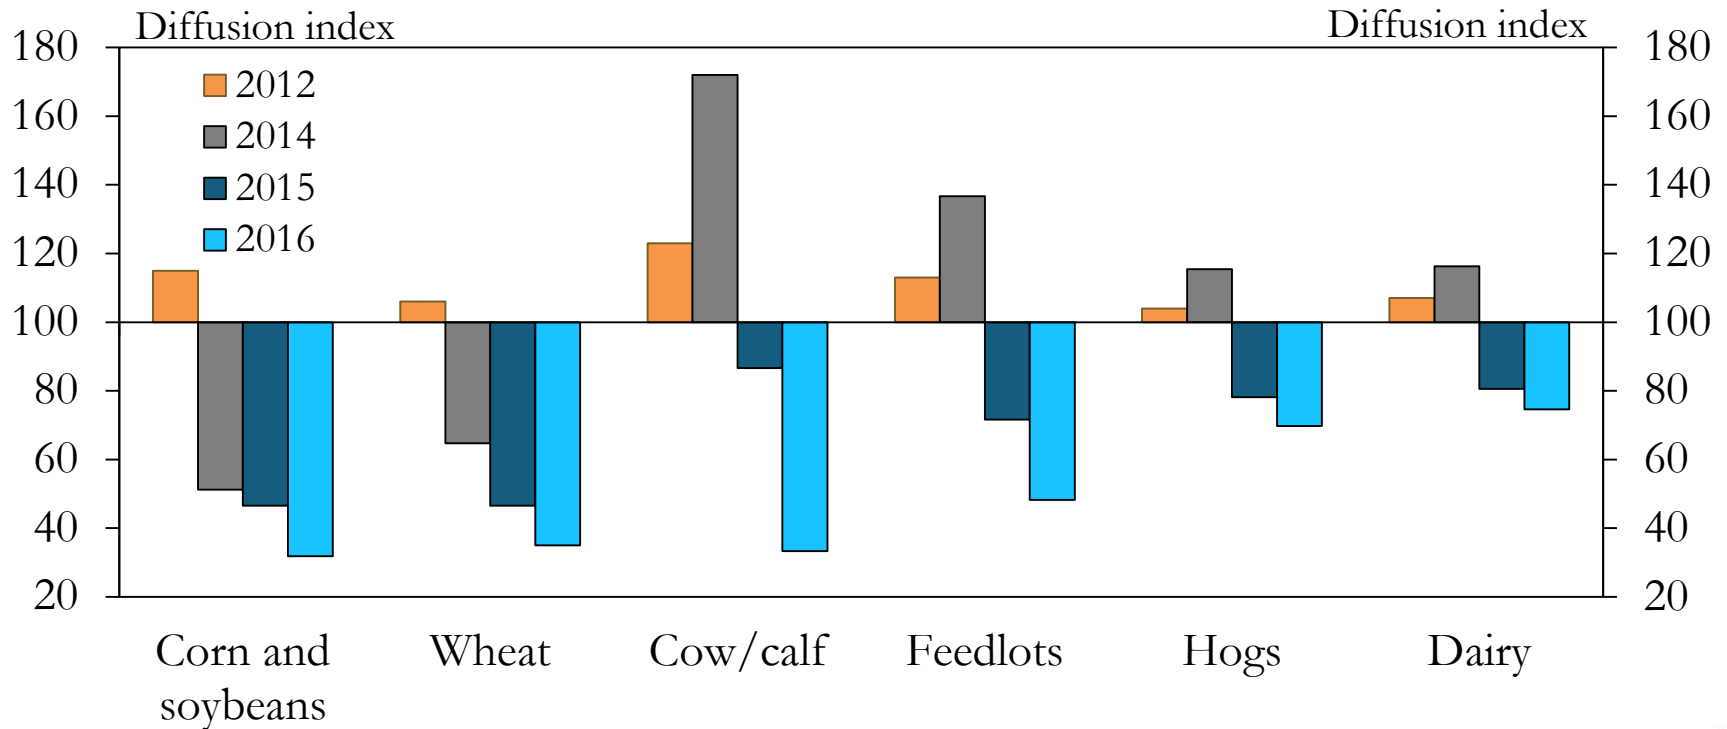 Diffusion index
Diffusion index
180
160
140
120
100
80
60
40
20
2012
2014
2015
2016
180
160
140
120
100
80
60
40
20
Corn and
soybeans
Wheat
Cow/calf
Feedlots
Hogs
Dairy